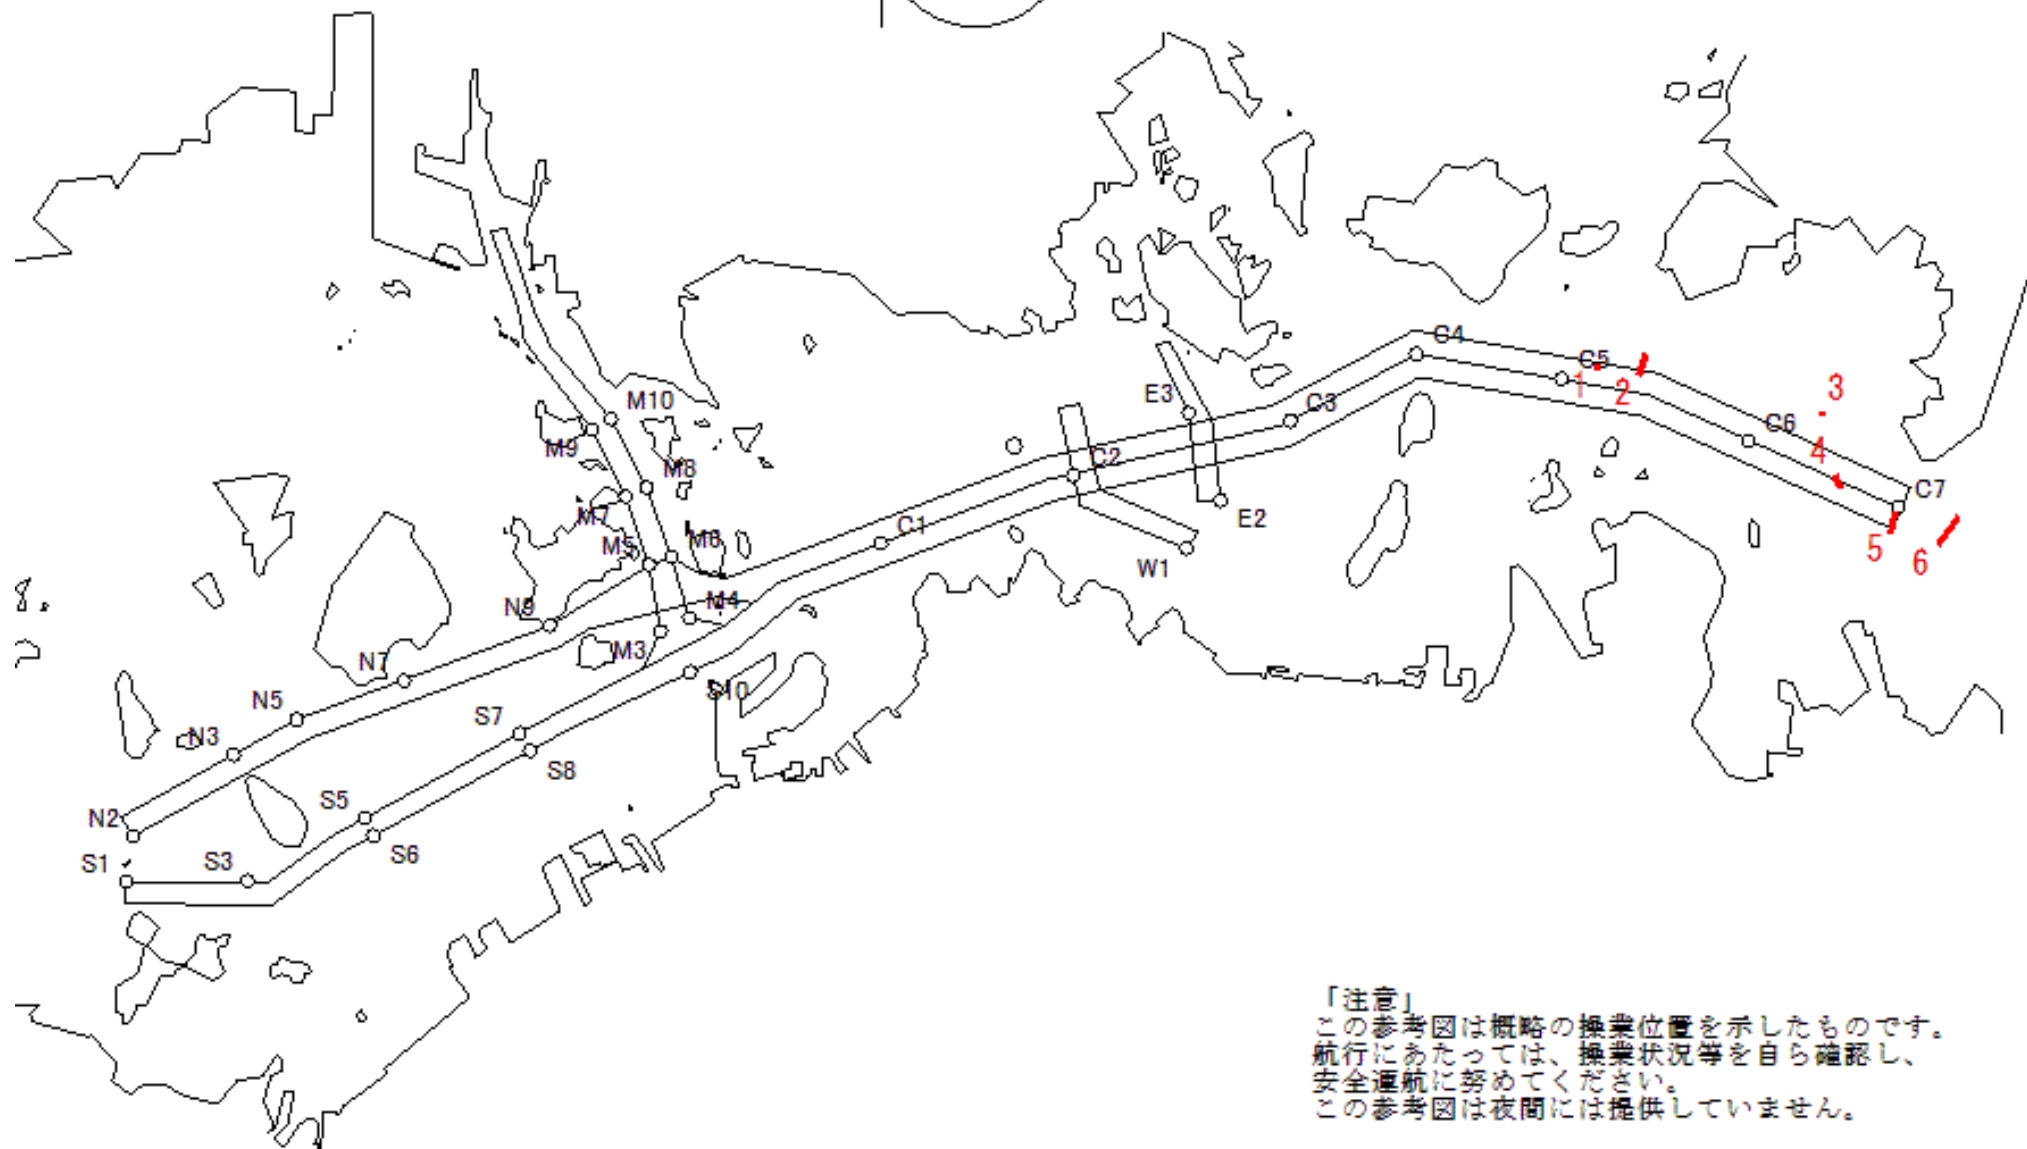 C4
C5
1
2
3
M10
E3
C3
C6
M9
4
M8
C2
C7
M7
E2
C1
M5
M6
5
6
W1
N9
M4
M3
N7
S10
N5
S7
N3
S8
S5
N2
S6
S1
S3
「注意」
この参考図は概略の操業位置を示したものです。
航行にあたっては、操業状況等を自ら確認し、
安全運航に努めてください。
この参考図は夜間には提供していません。